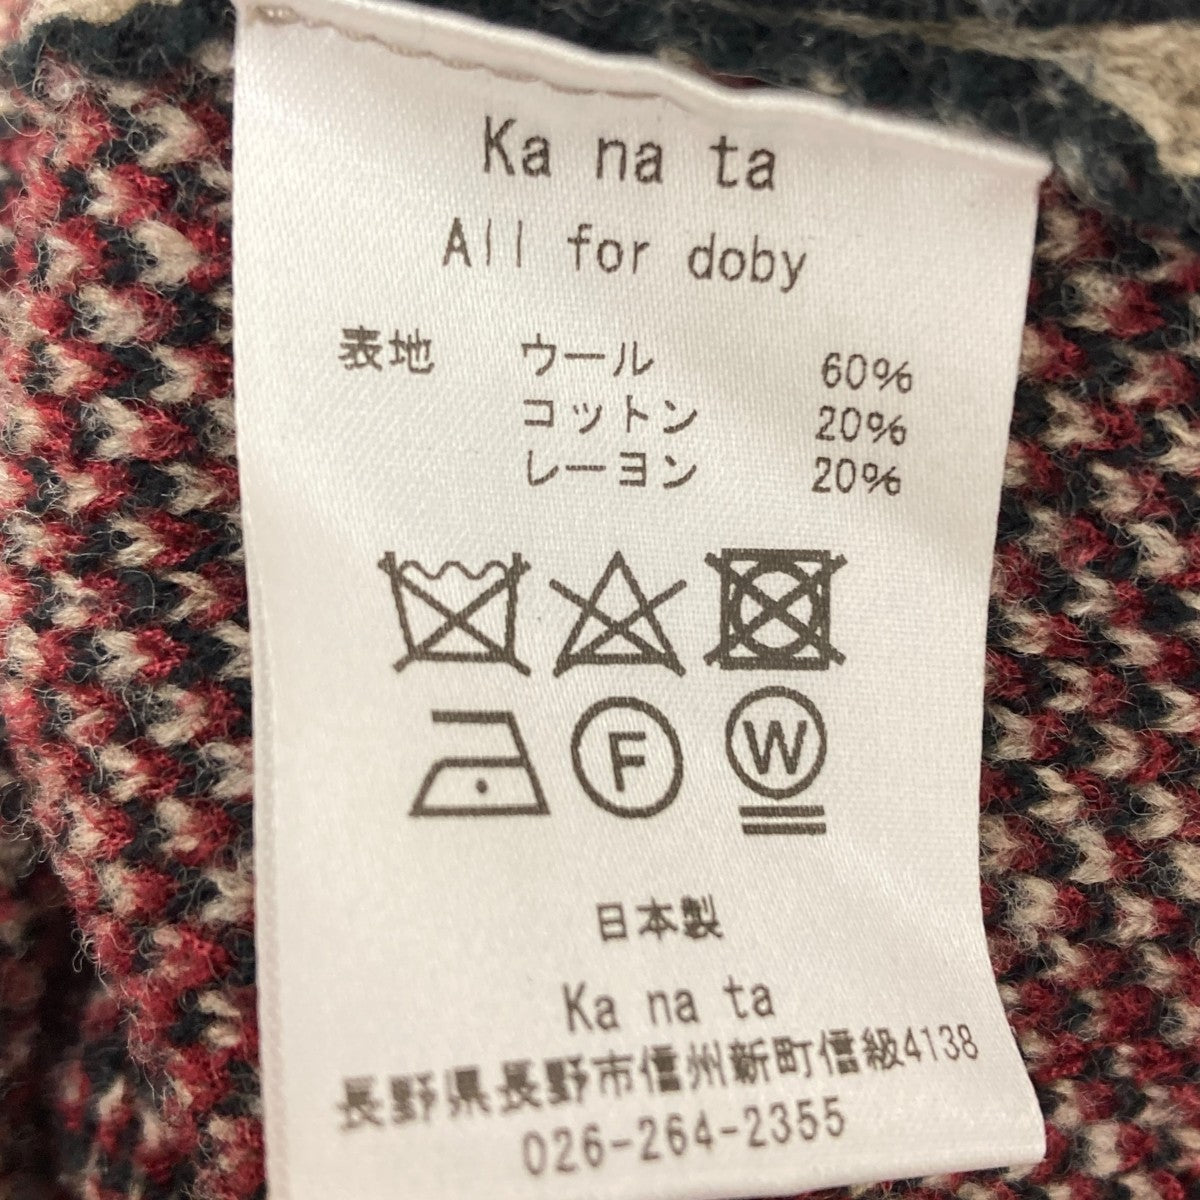 Ka na ta
All for doby
表地 ウール 60%
コットン 20%
レーヨン 20%
F W
日本製
Ka na ta
長野県長野市信州新町信級4138
026-264-2355